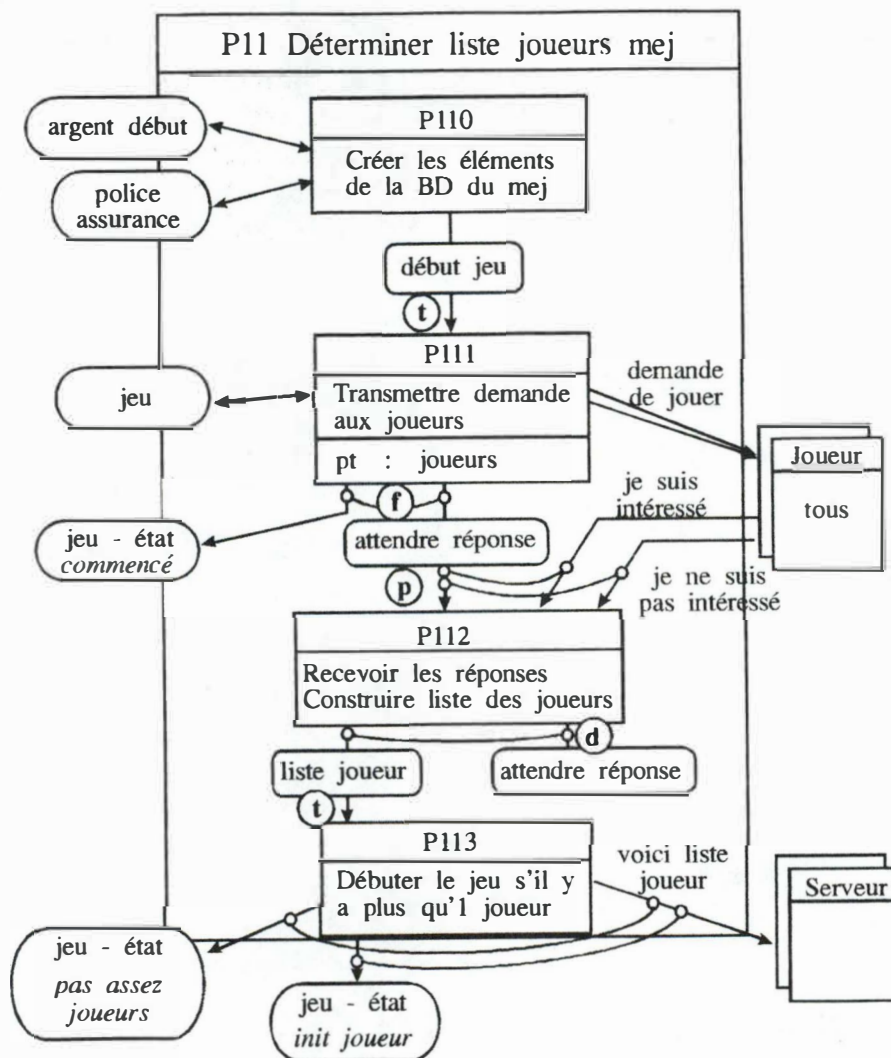 P11 Déterminer liste joueurs mej
argent début
P110
Créer les éléments
de la BD du mej
police
assurance
début jeu
t
P111
jeu
Transmettre demande
aux joueurs
demande
de jouer
pt : joueurs
Joueur
tous
f
je suis
intéressé
jeu - état
commencé
attendre réponse
p
je ne suis
pas intéressé
P112
Recevoir les réponses
Construire liste des joueurs
d
liste joueur
attendre réponse
t
P113
Débuter le jeu s'il y
a plus qu'1 joueur
voici liste
joueur
Serveur
jeu - état
pas assez
joueurs
jeu - état
init joueur